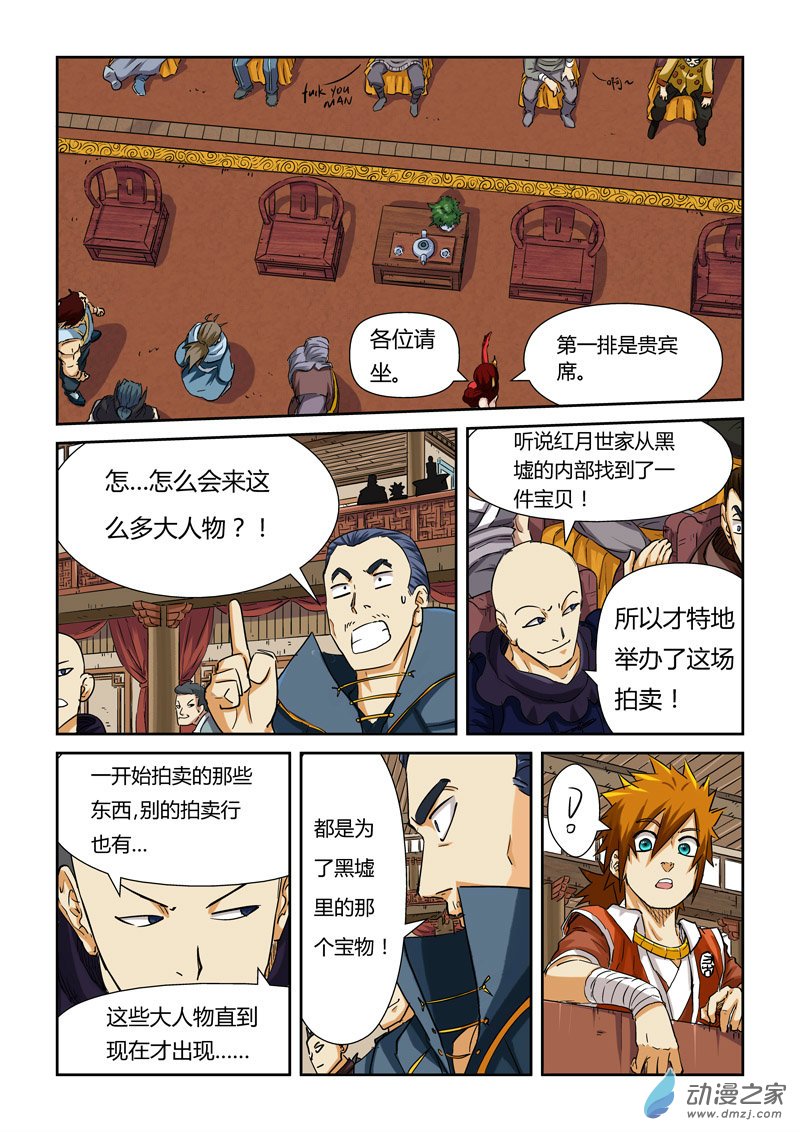 fuck YOU
MAN
啊~
各位请
坐。
第一排是贵宾
席。
怎...怎么会来这
么多大人物？！
听说红月世家从黑
墟的内部找到了一
件宝贝！
所以才特地
举办了这场
拍卖！
一开始拍卖的那些
东西,别的拍卖行
也有...
这些大人物直到
现在才出现......
都是为
了黑墟
里的那
个宝物！
？
动漫之家
www.dmzj.com